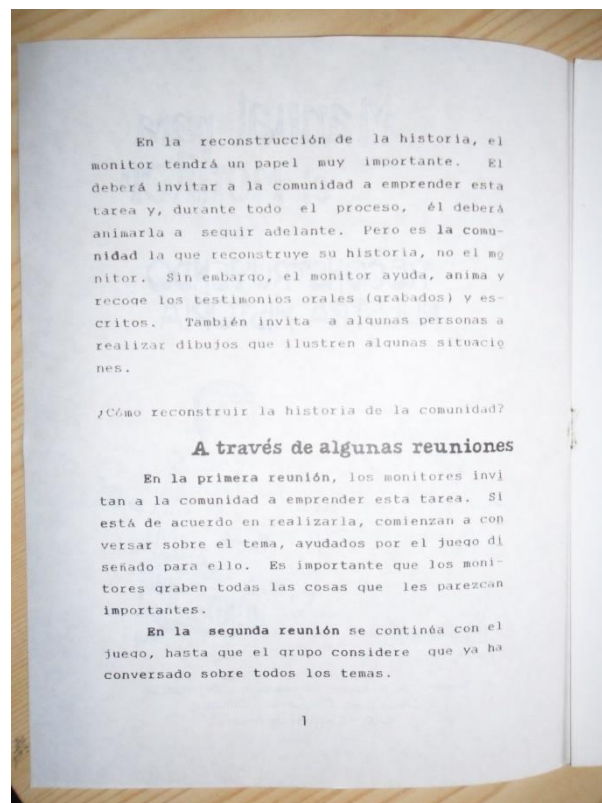 En la reconstrucción de la historia, el
monitor tendrá un papel muy importante. El
deberá invitar a la comunidad a emprender esta
tarea y, durante todo el proceso, él deberá
animarla a seguir adelante. Pero es la comu-
nidad la que reconstruye su historia, no el mo
nitor. Sin embargo, el monitor ayuda, anima y
recoge los testimonios orales (grabados) y es-
critos. También invita a algunas personas a
realizar dibujos que ilustren algunas situacio
nes.
¿Cómo reconstruir la historia de la comunidad?
A través de algunas reuniones
En la primera reunión, los monitores invi
tan a la comunidad a emprender esta tarea. Si
está de acuerdo en realizarla, comienzan a con
versar sobre el tema, ayudados por el juego di
señado para ello. Es importante que los moni-
tores graben todas las cosas que les parezcan
importantes.
En la segunda reunión se continúa con el
juego, hasta que el grupo considere que ya ha
conversado sobre todos los temas.
1